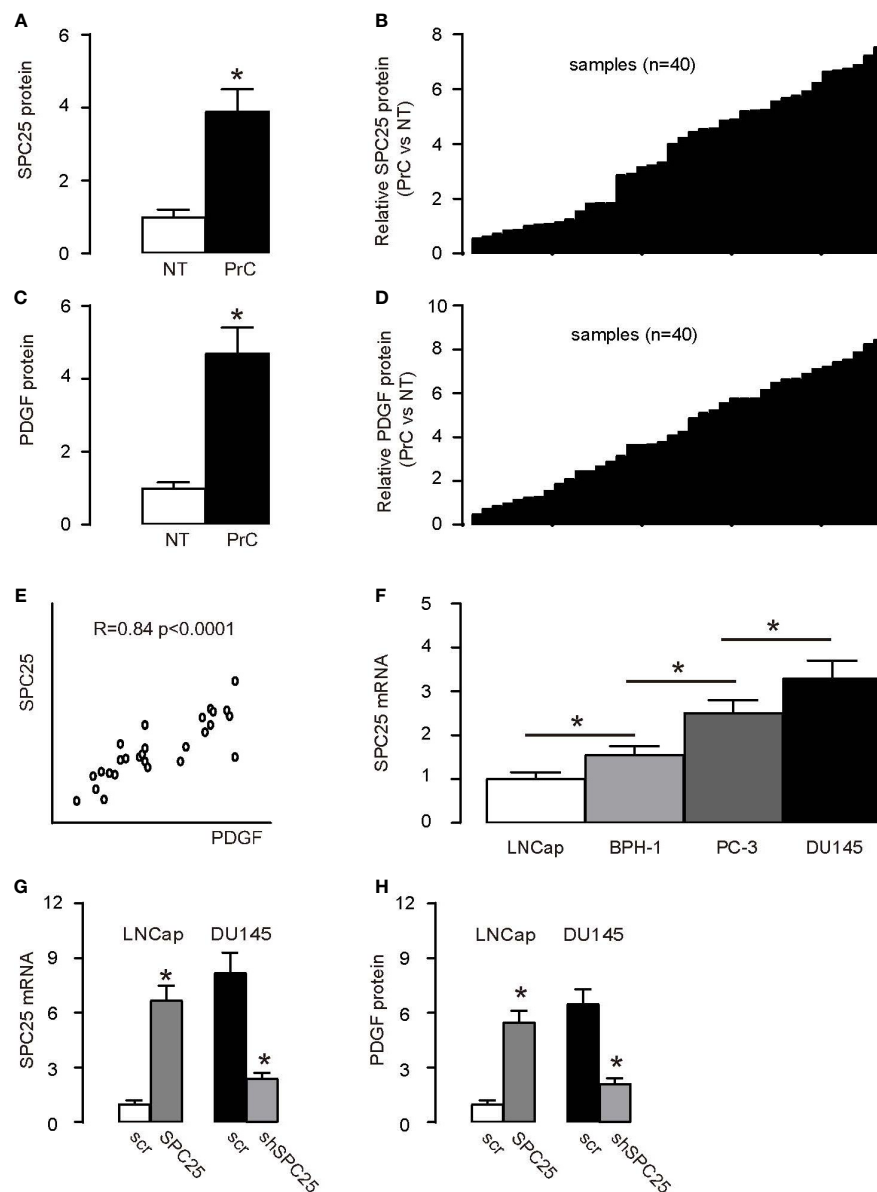 A
SPC25 protein
6
4
2
0
*
NT PrC
B
Relative SPC25 protein
(PrC vs NT)
8
6
4
2
0
samples (n=40)
C
PDGF protein
6
4
2
0
*
NT PrC
D
Relative PDGF protein
(PrC vs NT)
10
8
6
4
2
0
samples (n=40)
E
SPC25
R=0.84 p<0.0001
PDGF
F
SPC25 mRNA
5
4
3
2
1
0
* * *
LNCap BPH-1 PC-3 DU145
G
SPC25 mRNA
12
9
6
3
0
LNCap DU145
* *
scr SPC25 scr shSPC25
H
PDGF protein
12
9
6
3
0
LNCap DU145
* *
scr SPC25 scr shSPC25